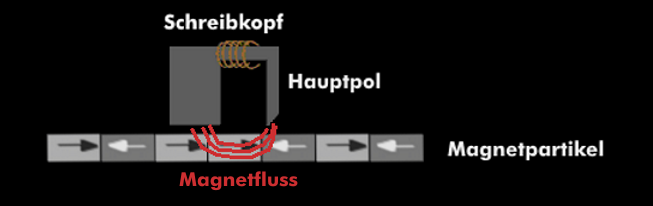 Schreibkopf
Hauptpol
Magnetpartikel
Magnetfluss